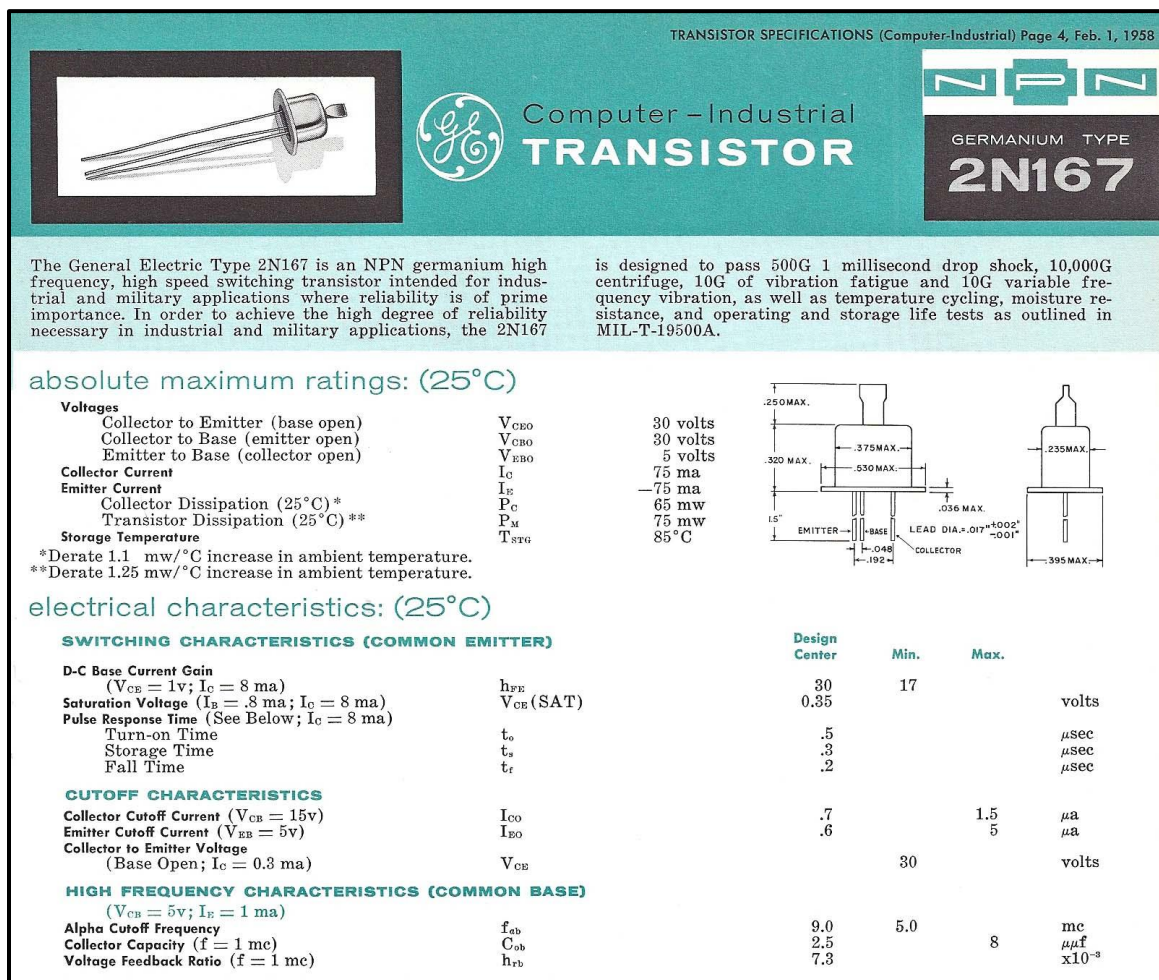 TRANSISTOR SPECIFICATIONS (Computer-Industrial) Page 4, Feb. 1, 1958
NPN
GE
Computer – Industrial
TRANSISTOR
GERMANIUM TYPE
2N167
The General Electric Type 2N167 is an NPN germanium high
frequency, high speed switching transistor intended for indus-
trial and military applications where reliability is of prime
importance. In order to achieve the high degree of reliability
necessary in industrial and military applications, the 2N167
is designed to pass 500G 1 millisecond drop shock, 10,000G
centrifuge, 10G of vibration fatigue and 10G variable fre-
quency vibration, as well as temperature cycling, moisture re-
sistance, and operating and storage life tests as outlined in
MIL-T-19500A.
absolute maximum ratings: (25°C)
Voltages
Collector to Emitter (base open) VCEO 30 volts
Collector to Base (emitter open) VCBO 30 volts
Emitter to Base (collector open) VEBO 5 volts
Collector Current IC 75 ma
Emitter Current IE —75 ma
Collector Dissipation (25°C)* PC 65 mw
Transistor Dissipation (25°C)** PM 75 mw
Storage Temperature TSTG 85°C
*Derate 1.1 mw/°C increase in ambient temperature.
**Derate 1.25 mw/°C increase in ambient temperature.
.250 MAX.
.320 MAX.
.375MAX.
.530MAX.
.235MAX.
.036 MAX.
1.5"
EMITTER
BASE
LEAD DIA.=.017" +.002" -.001"
COLLECTOR
.048
.192
.395MAX.
electrical characteristics: (25°C)
SWITCHING CHARACTERISTICS (COMMON EMITTER) Design Center Min. Max.
D-C Base Current Gain
(VCE = 1v; IC = 8 ma) hFE 30 17
Saturation Voltage (IB = .8 ma; IC = 8 ma) VCE (SAT) 0.35 volts
Pulse Response Time (See Below; IC = 8 ma)
Turn-on Time to .5 μsec
Storage Time ts .3 μsec
Fall Time tf .2 μsec
CUTOFF CHARACTERISTICS
Collector Cutoff Current (VCB = 15v) ICO .7 1.5 μa
Emitter Cutoff Current (VEB = 5v) IEO .6 5 μa
Collector to Emitter Voltage
(Base Open; IC = 0.3 ma) VCE 30 volts
HIGH FREQUENCY CHARACTERISTICS (COMMON BASE)
(VCB = 5v; IE = 1 ma)
Alpha Cutoff Frequency fab 9.0 5.0 mc
Collector Capacity (f = 1 mc) Cob 2.5 8 μμf
Voltage Feedback Ratio (f = 1 mc) hrb 7.3 x10⁻³